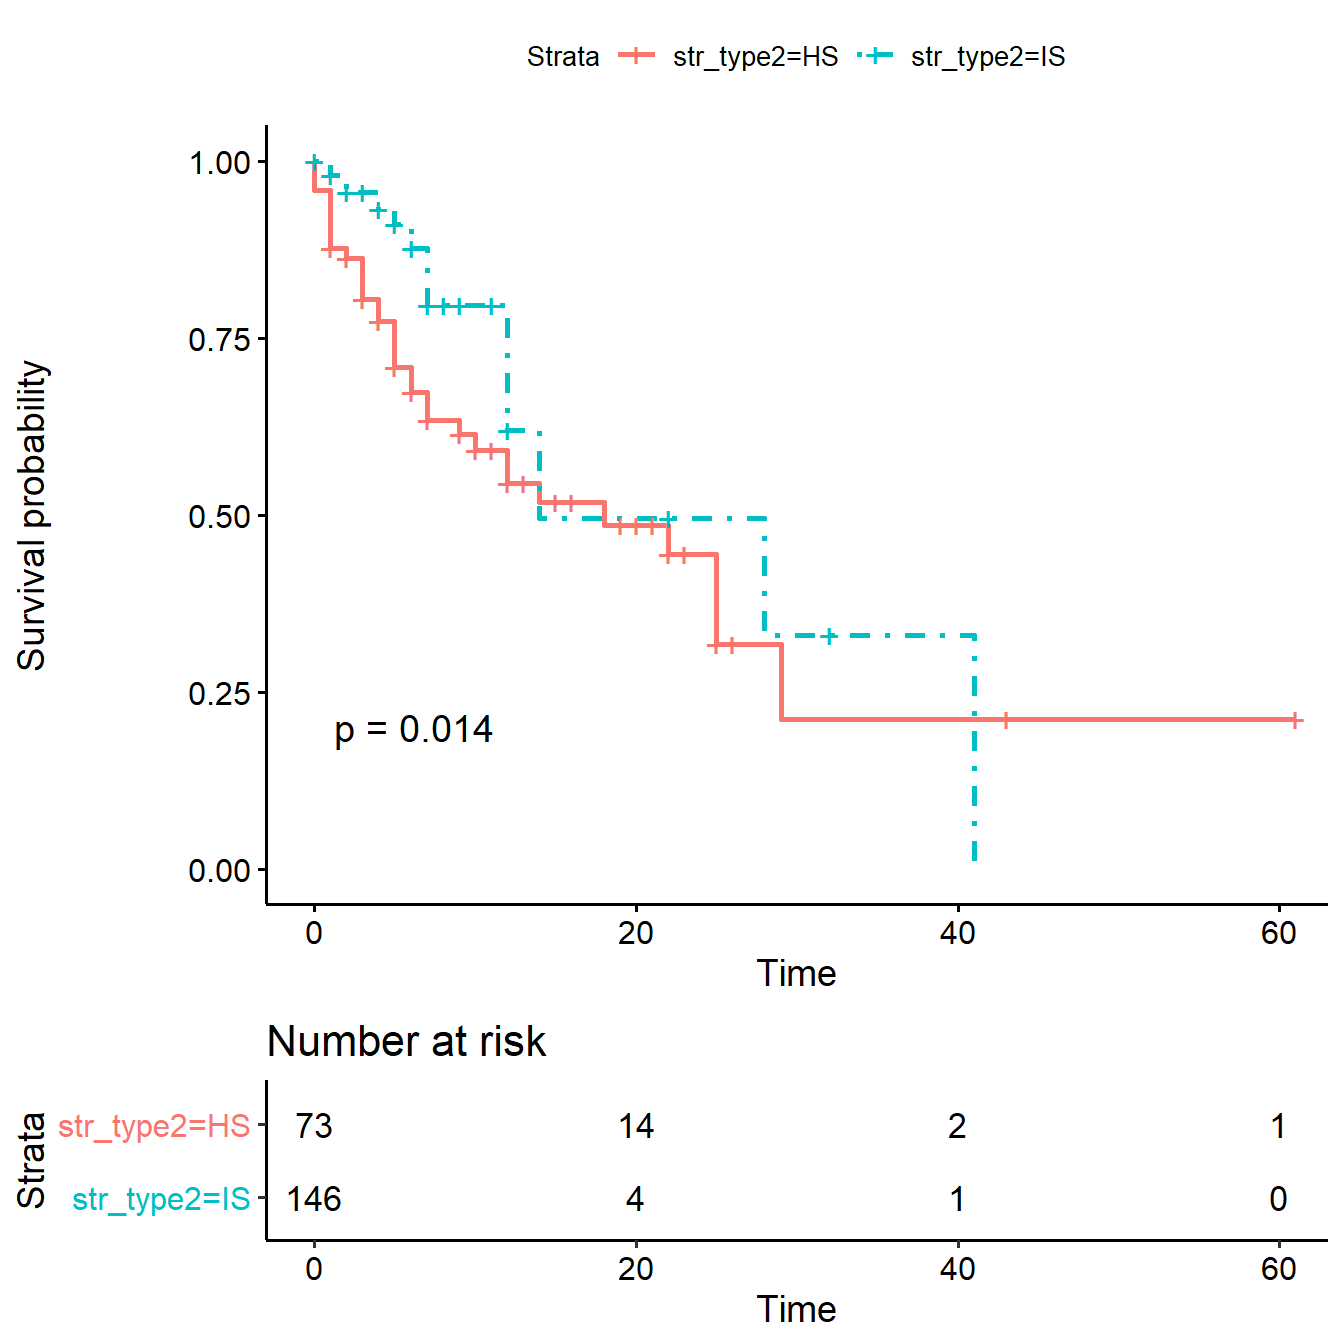 Strata str_type2=HS str_type2=IS
1.00
0.75
0.50
0.25
0.00
Survival probability
p = 0.014
0 20 40 60
Time
Number at risk
Strata
str_type2=HS 73 14 2 1
str_type2=IS 146 4 1 0
0 20 40 60
Time